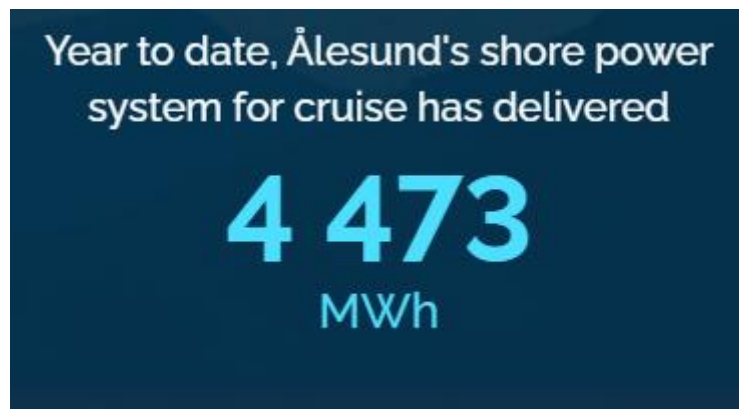 Year to date, Ålesund's shore power
system for cruise has delivered
4 473
MWh